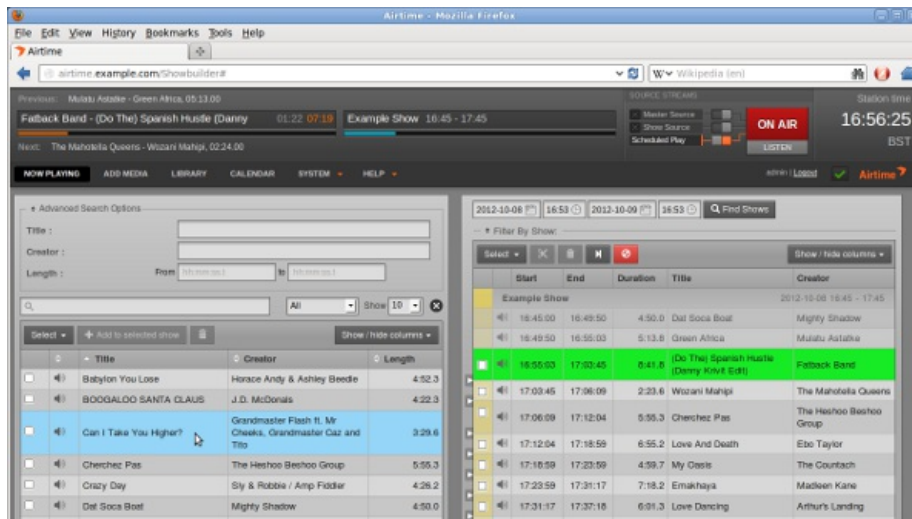 Airtime - Mozilla Firefox
File Edit View History Bookmarks Tools Help
Airtime
airtime.example.com/Showbuilder#
Wikipedia (en)
Previous: Mulatu Astatke - Green Africa, 05:13.00
SOURCE STREAMS
Station time
Fatback Band - (Do The) Spanish Hustle (Danny 01:22 07:19
Example Show 16:45 - 17:45
Master Source
Show Source
Scheduled Play
ON AIR
LISTEN
16:56:25
BST
Next: The Mahotella Queens - Wozani Mahipi, 02:24.00
NOW PLAYING ADD MEDIA LIBRARY CALENDAR SYSTEM HELP
admin | Logout
Airtime
Advanced Search Options
Title :
Creator :
Length : From hh:mm:ss.t to hh:mm:ss.t
All Show 10
Select Add to selected show Show / hide columns
Title Creator Length
Babylon You Lose Horace Andy & Ashley Beedle 4:52.3
BOOGALOO SANTA CLAUS J.D. McDonals 4:22.3
Can I Take You Higher? Grandmaster Flash ft. Mr Cheeks, Grandmaster Caz and Tito 3:29.6
Cherchez Pas The Heshoo Beshoo Group 5:55.3
Crazy Day Sly & Robbie / Amp Fiddler 4:26.2
Dat Soca Boat Mighty Shadow 4:50.0
2012-10-08 16:53 2012-10-09 16:53 Find Shows
Filter By Show:
Select Show / hide columns
Start End Duration Title Creator
Example Show 2012-10-08 16:45 - 17:45
16:45:00 16:49:50 4:50.0 Dat Soca Boat Mighty Shadow
16:49:50 16:55:03 5:13.8 Green Africa Mulatu Astatke
16:55:03 17:03:45 8:41.8 (Do The) Spanish Hustle (Danny Krivit Edit) Fatback Band
17:03:45 17:06:09 2:23.6 Wozani Mahipi The Mahotella Queens
17:06:09 17:12:04 5:55.3 Cherchez Pas The Heshoo Beshoo Group
17:12:04 17:18:59 6:55.2 Love And Death Ebo Taylor
17:18:59 17:23:59 4:59.7 My Oasis The Countach
17:23:59 17:31:17 7:18.2 Emakhaya Madleen Kane
17:31:17 17:37:18 6:01.3 Love Dancing Arthur's Landing